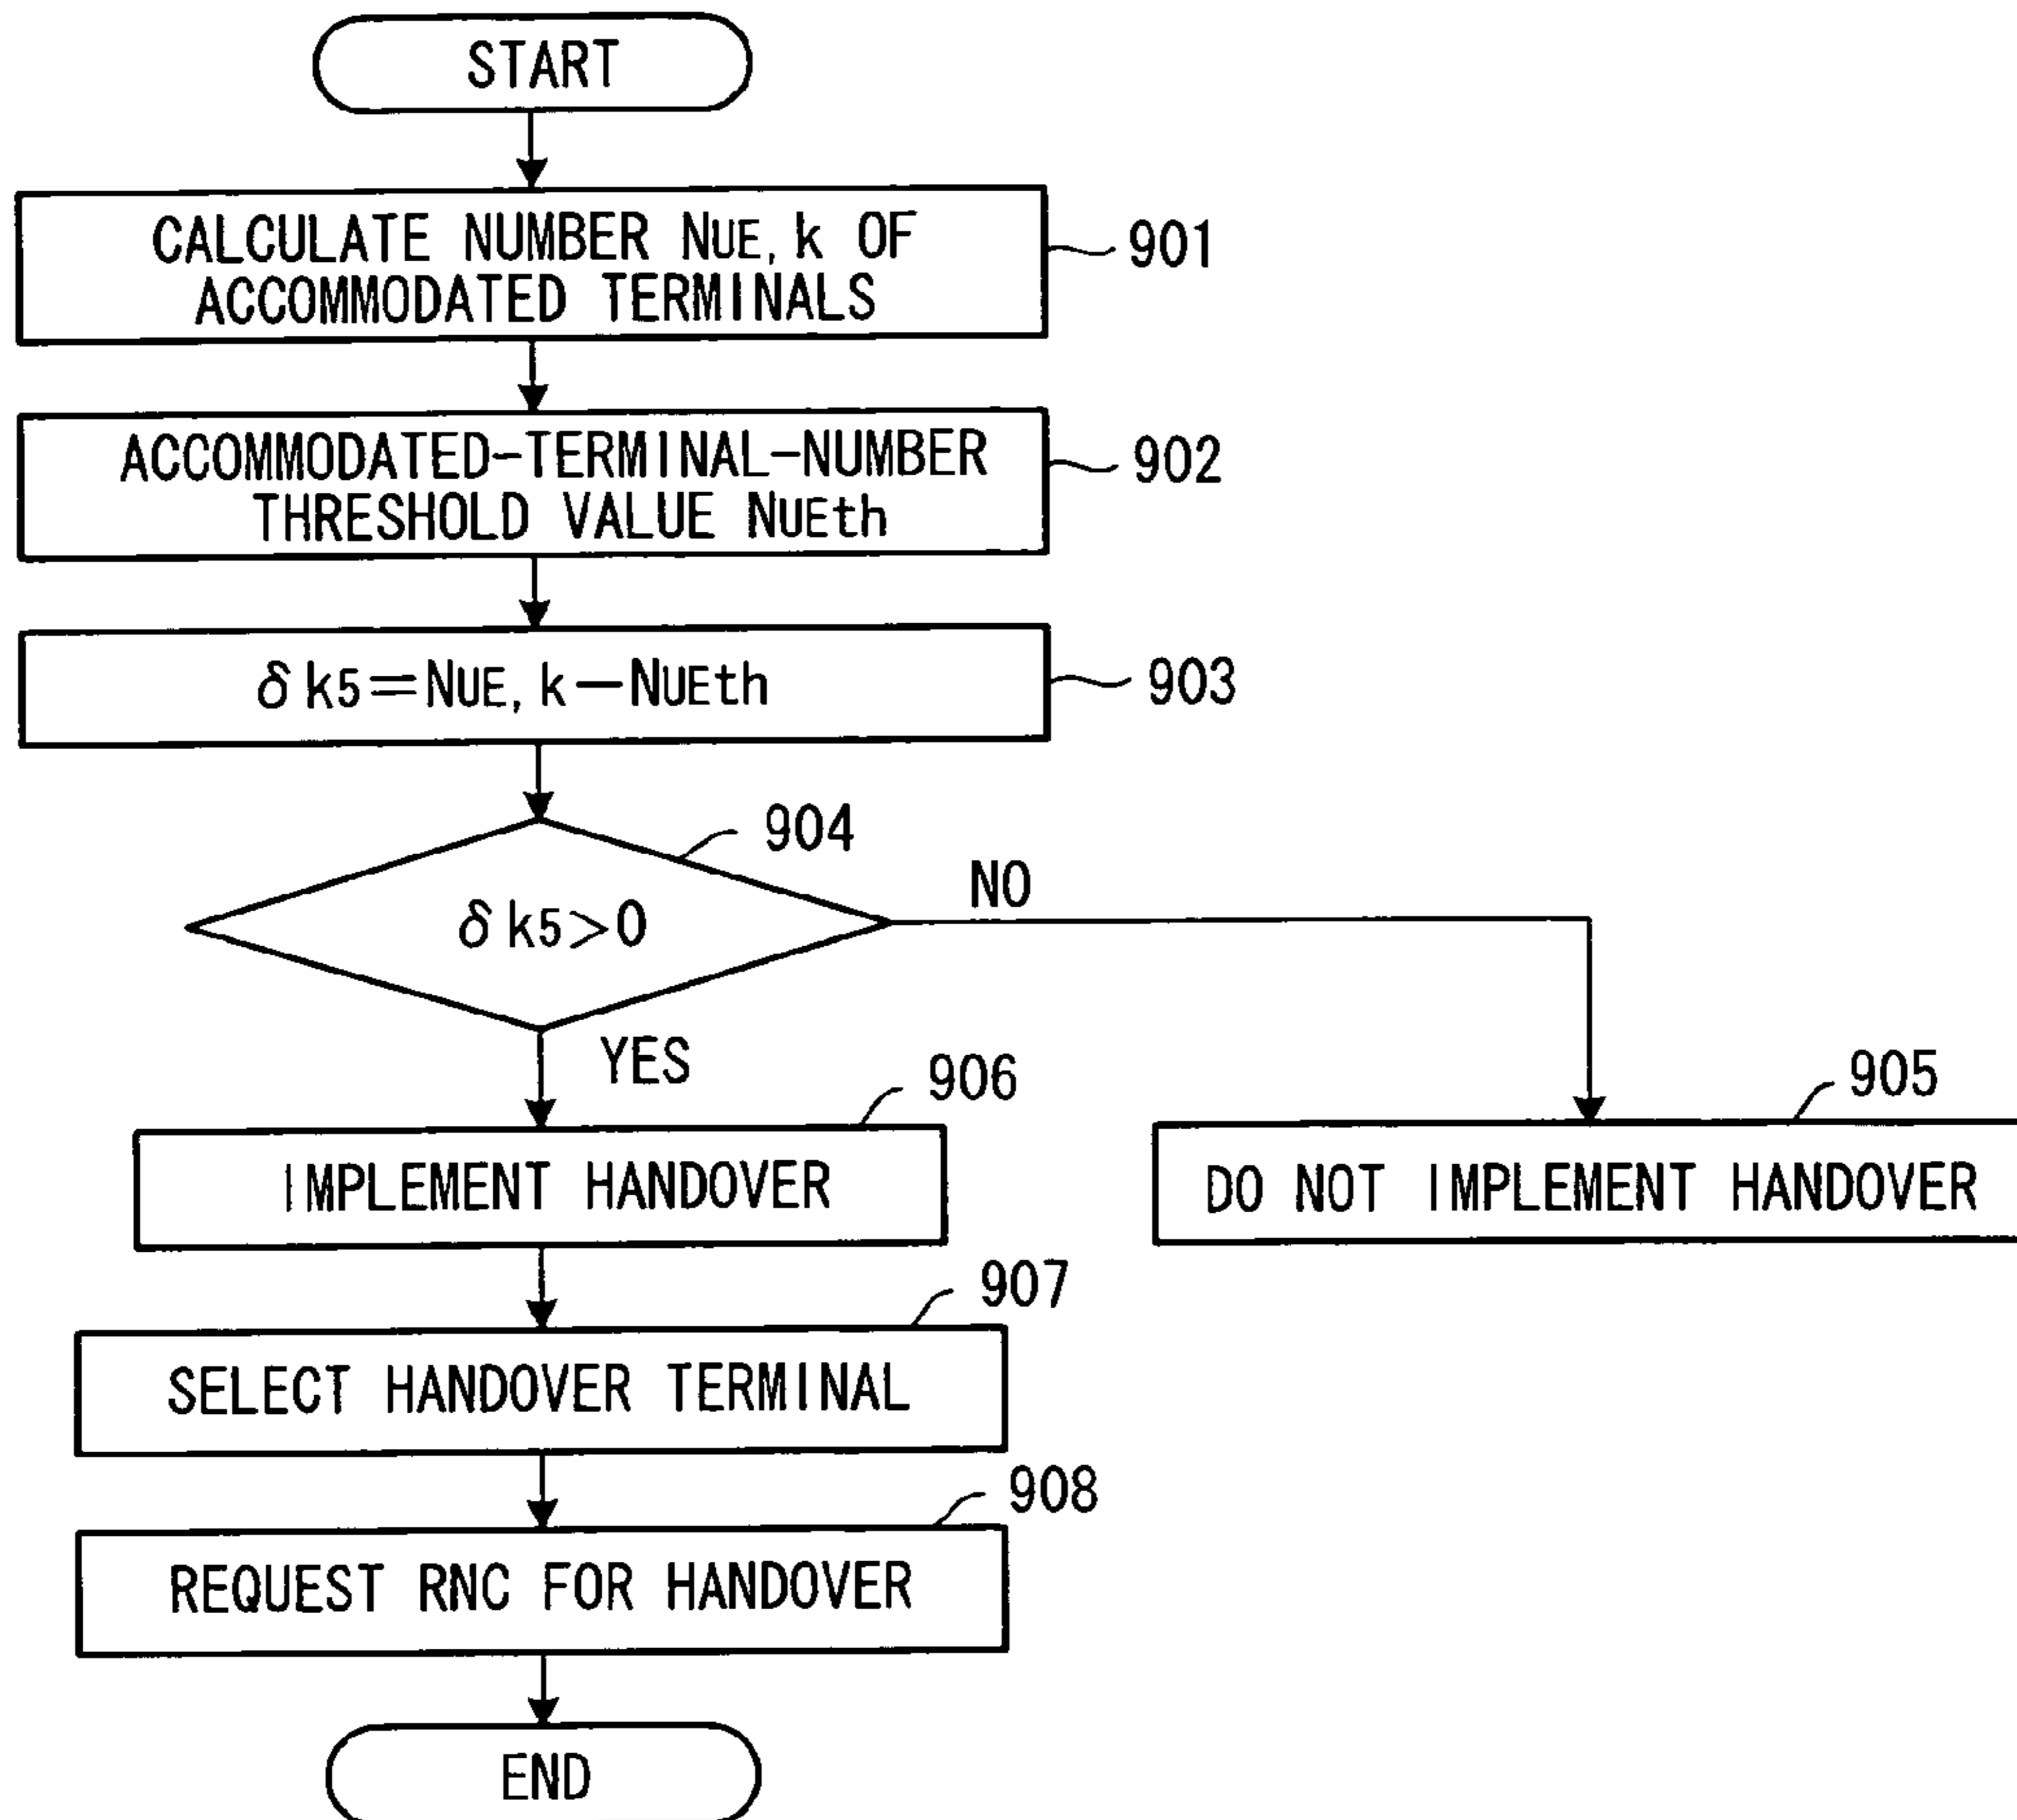 START
CALCULATE NUMBER NUE, k OF
ACCOMMODATED TERMINALS
901
ACCOMMODATED-TERMINAL-NUMBER
THRESHOLD VALUE NUEth
902
δk5=NUE, k-NUEth
903
904
δk5>0
NO
YES
906
905
IMPLEMENT HANDOVER
DO NOT IMPLEMENT HANDOVER
907
SELECT HANDOVER TERMINAL
908
REQUEST RNC FOR HANDOVER
END